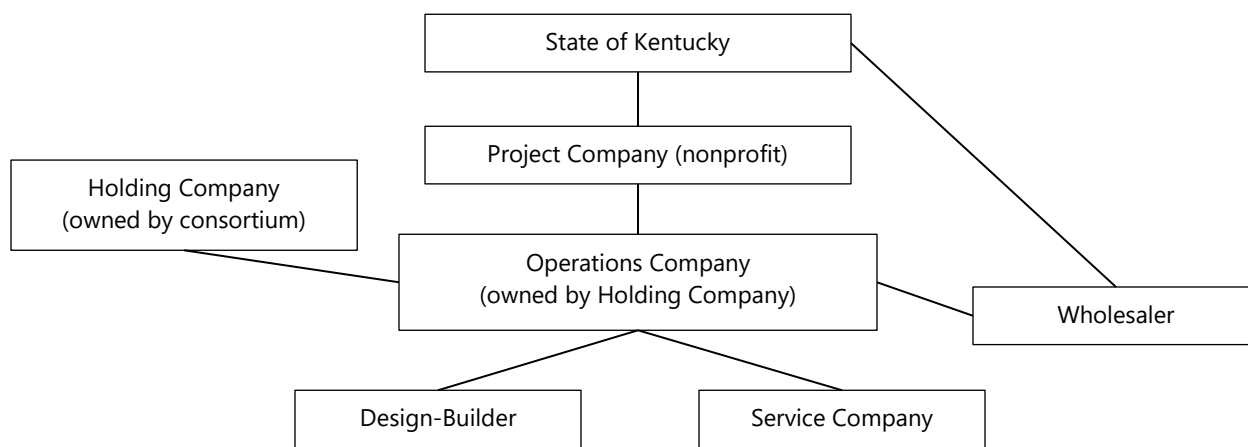 State of Kentucky
Project Company (nonprofit)
Holding Company
(owned by consortium)
Operations Company
(owned by Holding Company)
Wholesaler
Design-Builder
Service Company